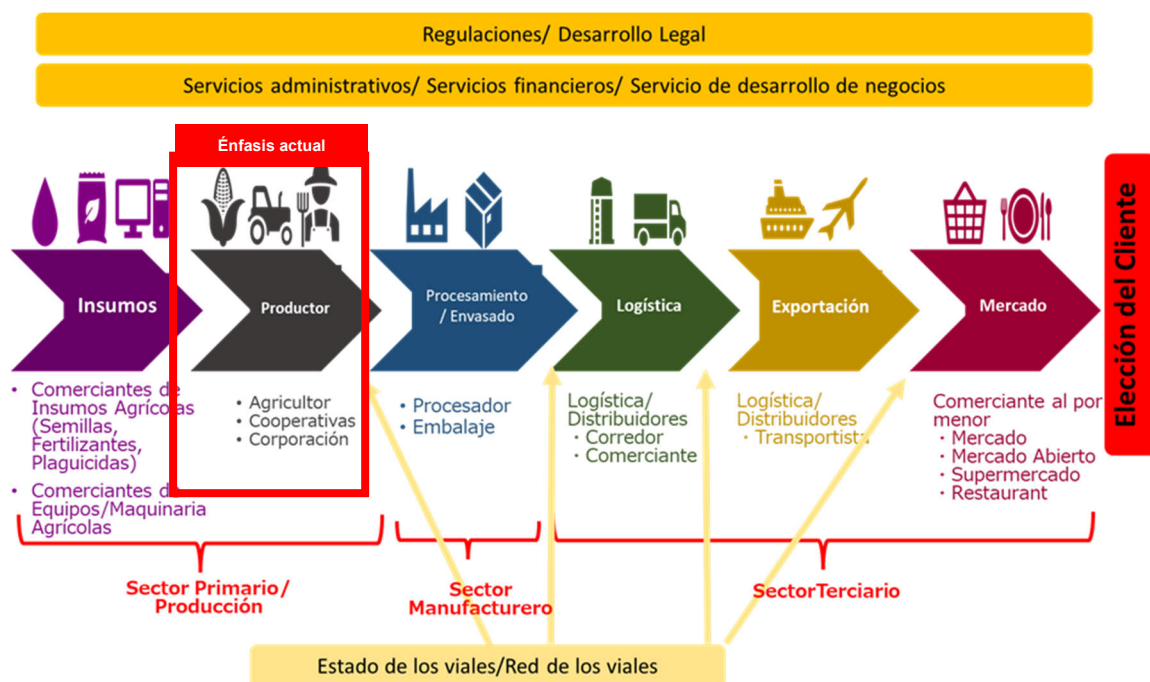 Regulaciones/ Desarrollo Legal
Servicios administrativos/ Servicios financieros/ Servicio de desarrollo de negocios
Énfasis actual
Insumos
Productor
Procesamiento
/ Envasado
Logística
Exportación
Mercado
Elección del Cliente
• Comerciantes de
Insumos Agrícolas
(Semillas,
Fertilizantes,
Plaguicidas)
• Comerciantes de
Equipos/Maquinaria
Agrícolas
• Agricultor
• Cooperativas
• Corporación
• Procesador
• Embalaje
Logística/
Distribuidores
・Corredor
・Comerciante
Logística/
Distribuidores
・Transportista
Comerciante al por
menor
・Mercado
・Mercado Abierto
・Supermercado
・Restaurant
Sector Primario/
Producción
Sector
Manufacturero
SectorTerciario
Estado de los viales/Red de los viales